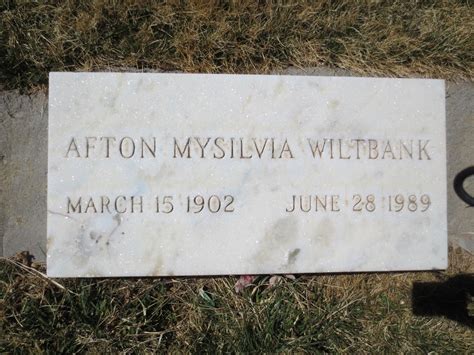 AFTON MYSILVIA WILTBANK
MARCH 15 1902 JUNE 28 1989